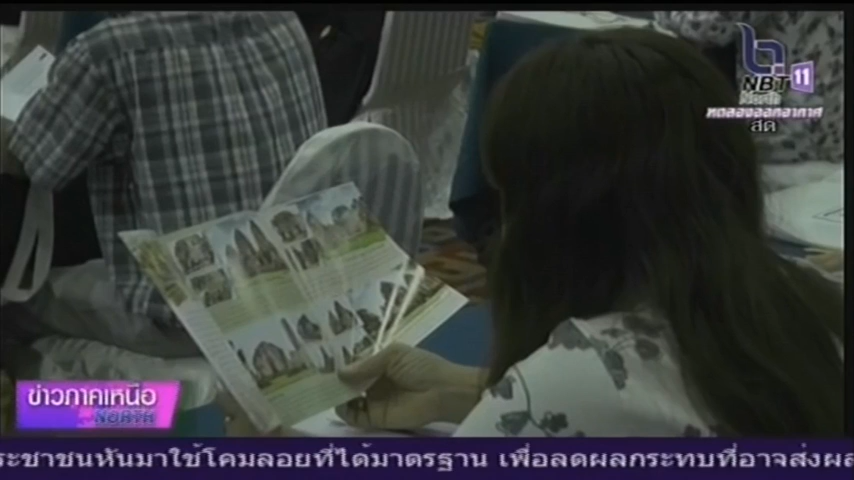 NBT 11
North
ทดลองออกอากาศ
สด
ข่าวภาคเหนือ
NORTH
ระชาชนหันมาใช้โคมลอยที่ได้มาตรฐาน เพื่อลดผลกระทบที่อาจส่งผล